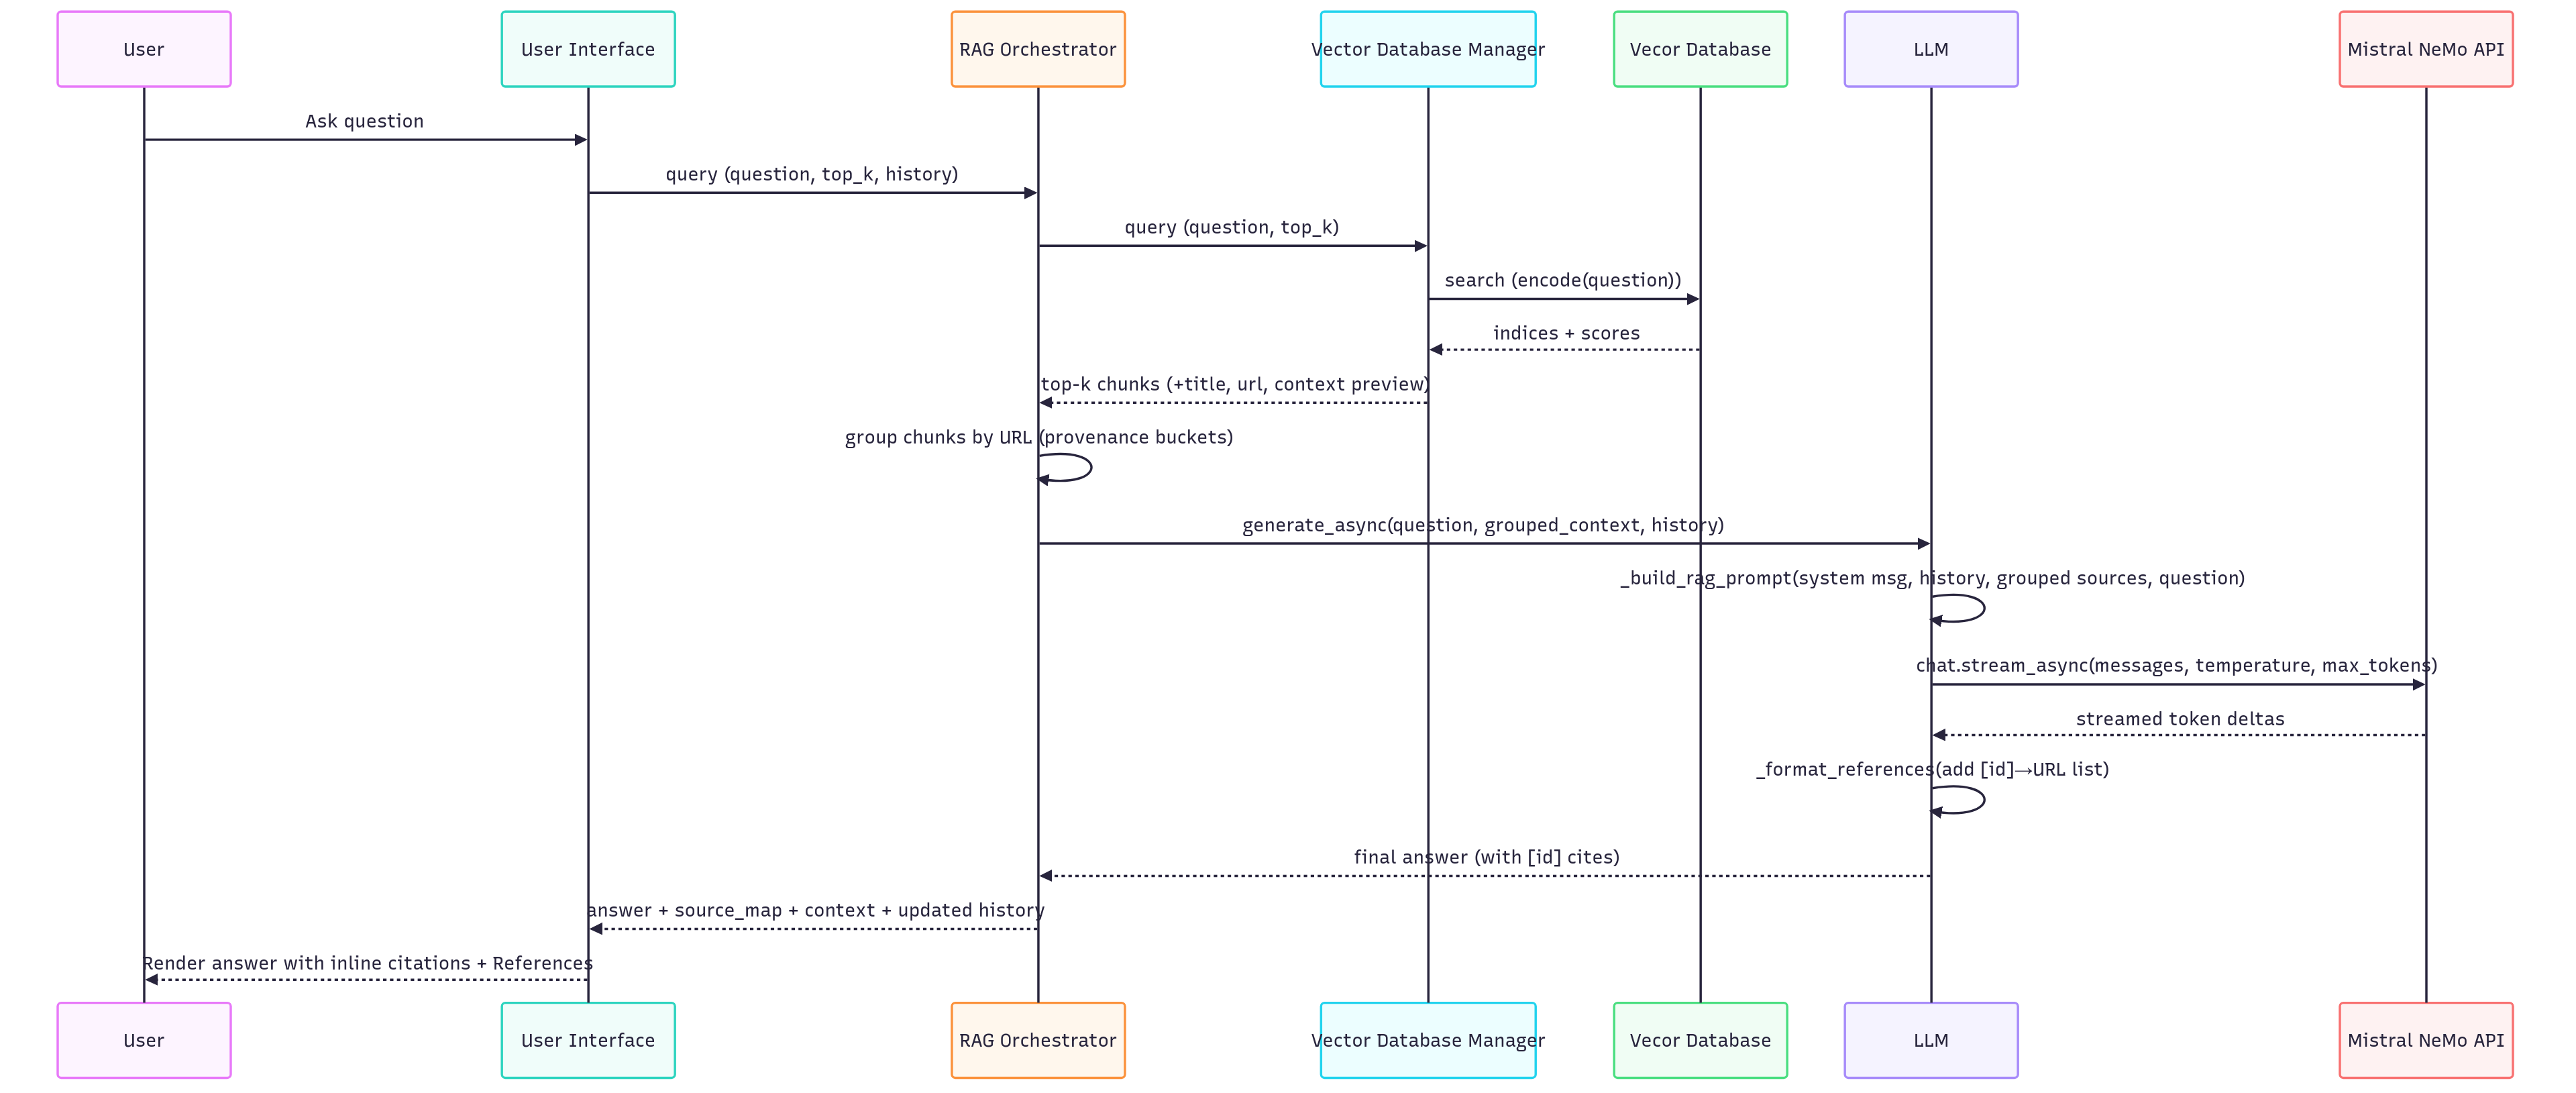 User
User Interface
RAG Orchestrator
Vector Database Manager
Vecor Database
LLM
Mistral NeMo API
Ask question
query (question, top_k, history)
query (question, top_k)
search (encode(question))
indices + scores
top-k chunks (+title, url, context preview)
group chunks by URL (provenance buckets)
generate_async(question, grouped_context, history)
_build_rag_prompt(system msg, history, grouped sources, question)
chat.stream_async(messages, temperature, max_tokens)
streamed token deltas
_format_references(add [id]→URL list)
final answer (with [id] cites)
answer + source_map + context + updated history
Render answer with inline citations + References
User
User Interface
RAG Orchestrator
Vector Database Manager
Vecor Database
LLM
Mistral NeMo API